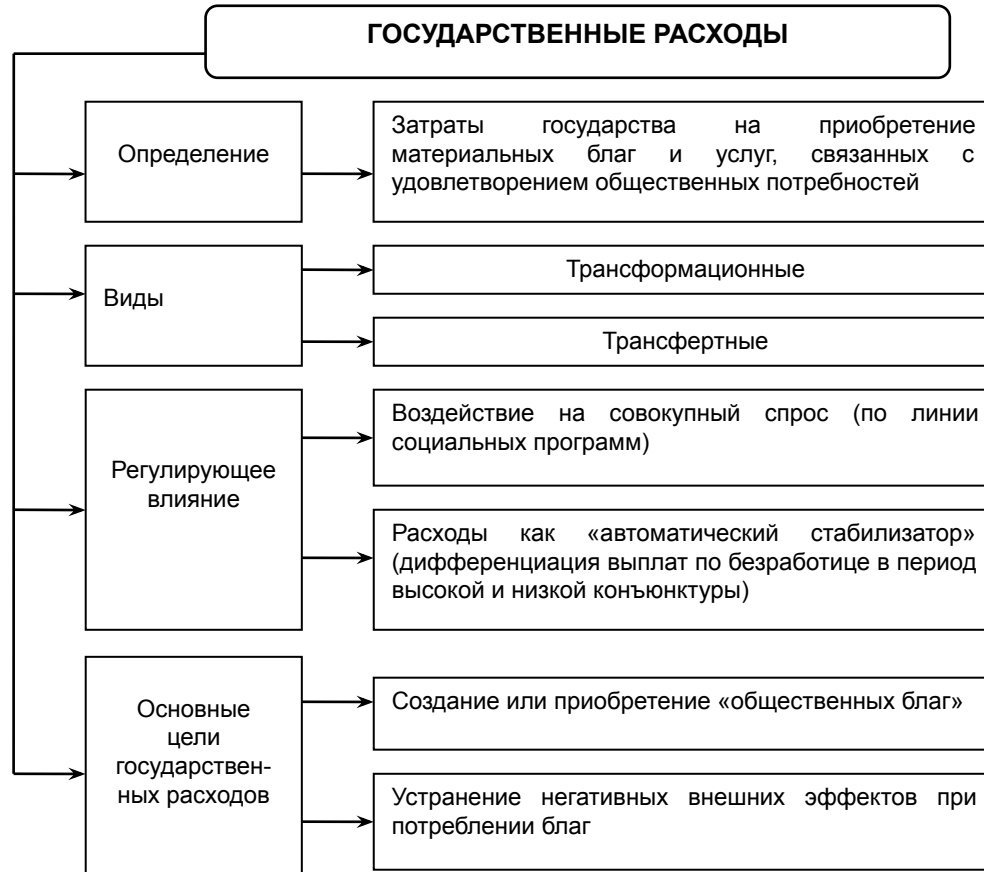 ГОСУДАРСТВЕННЫЕ РАСХОДЫ
Определение
Затраты государства на приобретение
материальных благ и услуг, связанных с
удовлетворением общественных потребностей
Виды
Трансформационные
Трансфертные
Регулирующее
влияние
Воздействие на совокупный спрос (по линии
социальных программ)
Расходы как «автоматический стабилизатор»
(дифференциация выплат по безработице в период
высокой и низкой конъюнктуры)
Основные
цели
государствен-
ных расходов
Создание или приобретение «общественных благ»
Устранение негативных внешних эффектов при
потреблении благ